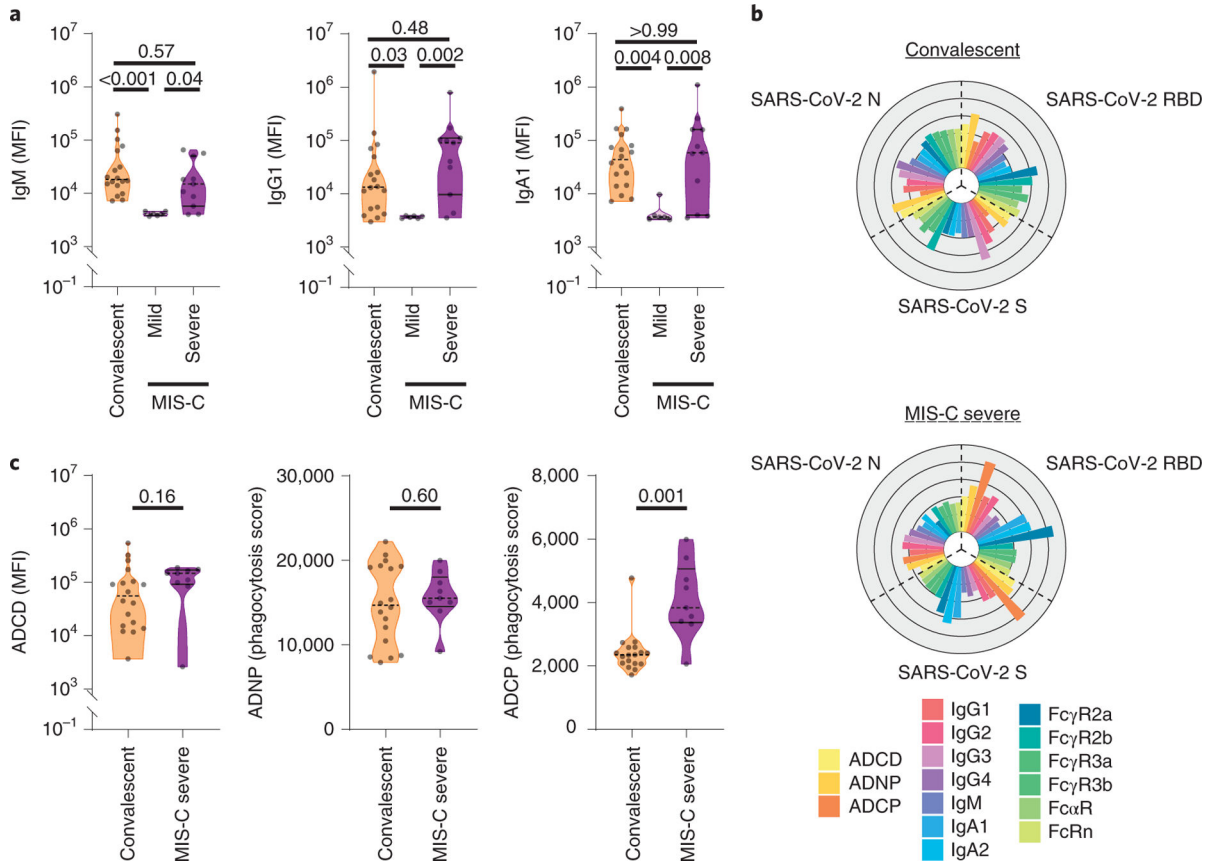 a
IgM (MFI)
10⁷
10⁶
10⁵
10⁴
10³
10⁻¹
0.57
<0.001
0.04
Convalescent
Mild
Severe
MIS-C
IgG1 (MFI)
10⁷
10⁶
10⁵
10⁴
10³
10⁻¹
0.48
0.03
0.002
Convalescent
Mild
Severe
MIS-C
IgA1 (MFI)
10⁷
10⁶
10⁵
10⁴
10³
10⁻¹
>0.99
0.004
0.008
Convalescent
Mild
Severe
MIS-C
b
Convalescent
SARS-CoV-2 N
SARS-CoV-2 RBD
SARS-CoV-2 S
MIS-C severe
SARS-CoV-2 N
SARS-CoV-2 RBD
SARS-CoV-2 S
ADCD
ADNP
ADCP
IgG1
IgG2
IgG3
IgG4
IgM
IgA1
IgA2
FcγR2a
FcγR2b
FcγR3a
FcγR3b
FcαR
FcRn
c
ADCD (MFI)
10⁷
10⁶
10⁵
10⁴
10³
10⁻¹
0.16
Convalescent
MIS-C severe
ADNP (phagocytosis score)
30,000
20,000
10,000
0
0.60
Convalescent
MIS-C severe
ADCP (phagocytosis score)
8,000
6,000
4,000
2,000
0
0.001
Convalescent
MIS-C severe